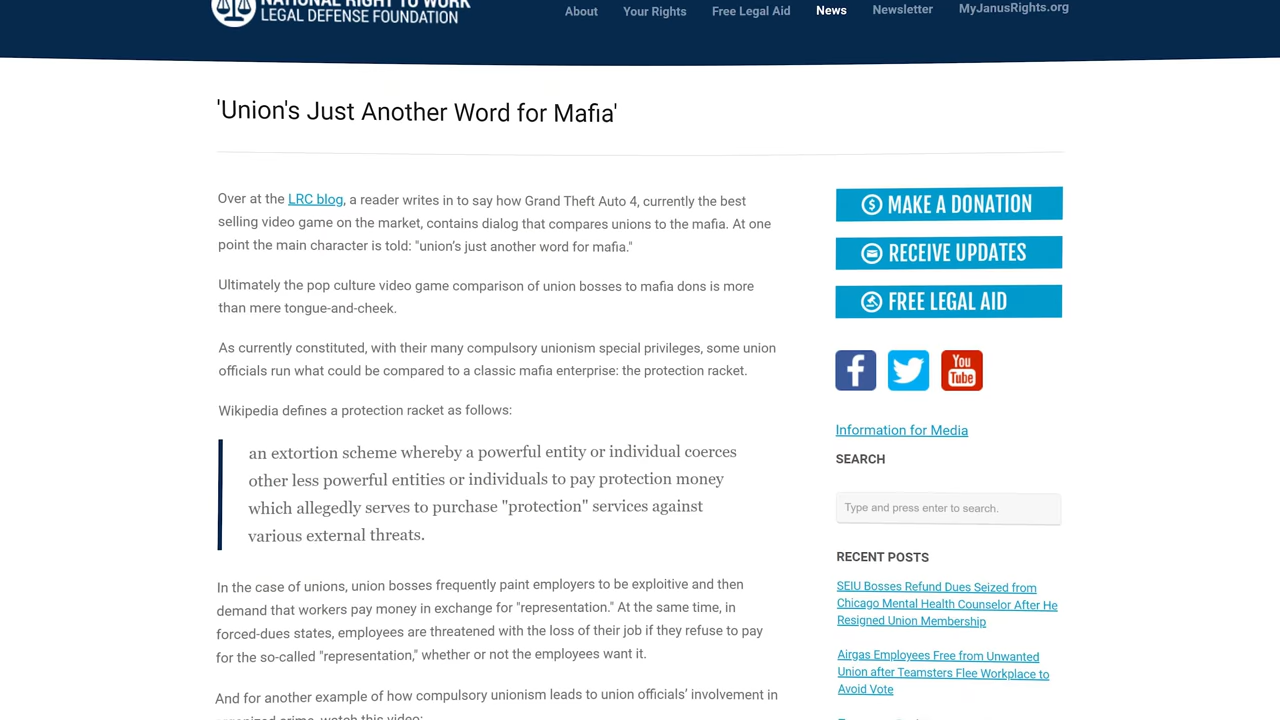 NATIONAL RIGHT TO WORK
LEGAL DEFENSE FOUNDATION
About Your Rights Free Legal Aid News Newsletter MyJanusRights.org
'Union's Just Another Word for Mafia'
Over at the LRC blog, a reader writes in to say how Grand Theft Auto 4, currently the best
selling video game on the market, contains dialog that compares unions to the mafia. At one
point the main character is told: "union’s just another word for mafia."
Ultimately the pop culture video game comparison of union bosses to mafia dons is more
than mere tongue-and-cheek.
As currently constituted, with their many compulsory unionism special privileges, some union
officials run what could be compared to a classic mafia enterprise: the protection racket.
Wikipedia defines a protection racket as follows:
an extortion scheme whereby a powerful entity or individual coerces
other less powerful entities or individuals to pay protection money
which allegedly serves to purchase "protection" services against
various external threats.
In the case of unions, union bosses frequently paint employers to be exploitive and then
demand that workers pay money in exchange for "representation." At the same time, in
forced-dues states, employees are threatened with the loss of their job if they refuse to pay
for the so-called "representation," whether or not the employees want it.
And for another example of how compulsory unionism leads to union officials’ involvement in
organized crime, watch this video:
MAKE A DONATION
RECEIVE UPDATES
FREE LEGAL AID
You
Tube
Information for Media
SEARCH
Type and press enter to search.
RECENT POSTS
SEIU Bosses Refund Dues Seized from
Chicago Mental Health Counselor After He
Resigned Union Membership
Airgas Employees Free from Unwanted
Union after Teamsters Flee Workplace to
Avoid Vote